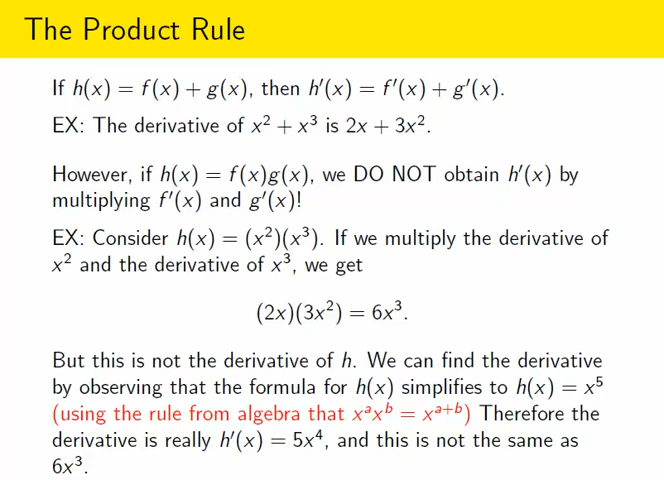 The Product Rule
If h(x) = f(x) + g(x), then h′(x) = f′(x) + g′(x).
EX: The derivative of x² + x³ is 2x + 3x².
However, if h(x) = f(x)g(x), we DO NOT obtain h′(x) by
multiplying f′(x) and g′(x)!
EX: Consider h(x) = (x²)(x³). If we multiply the derivative of
x² and the derivative of x³, we get
(2x)(3x²) = 6x³.
But this is not the derivative of h. We can find the derivative
by observing that the formula for h(x) simplifies to h(x) = x⁵
(using the rule from algebra that xᵃxᵇ = xᵃ⁺ᵇ) Therefore the
derivative is really h′(x) = 5x⁴, and this is not the same as
6x³.